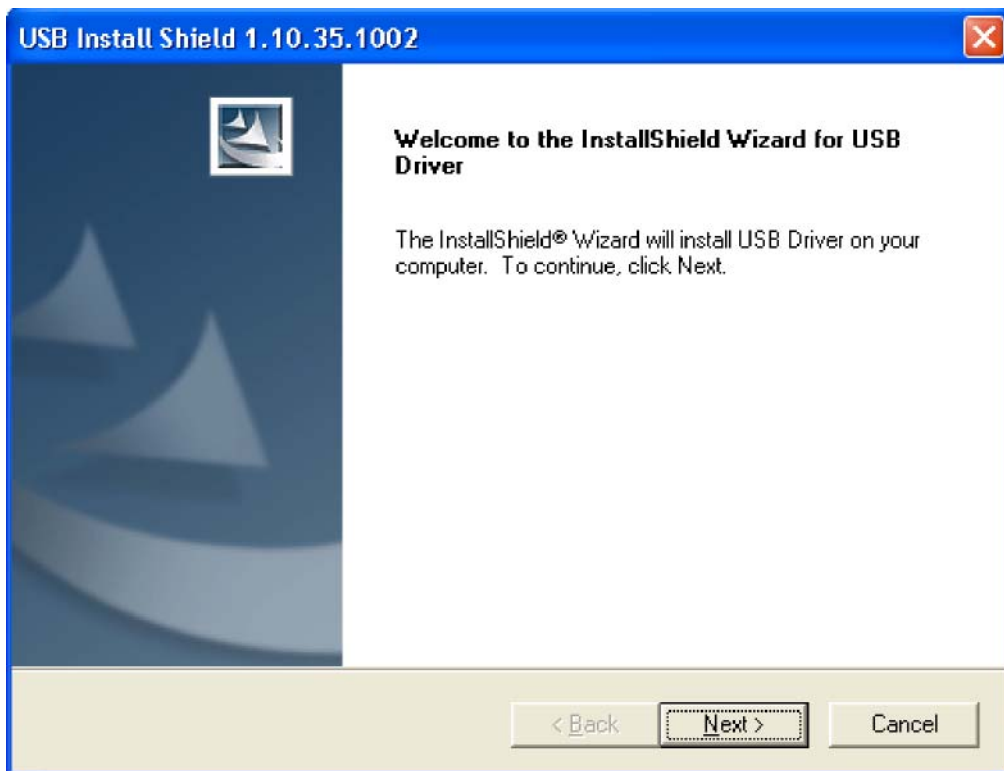 USB Install Shield 1.10.35.1002
Welcome to the InstallShield Wizard for USB
Driver
The InstallShield® Wizard will install USB Driver on your
computer. To continue, click Next.
< Back
Next >
Cancel